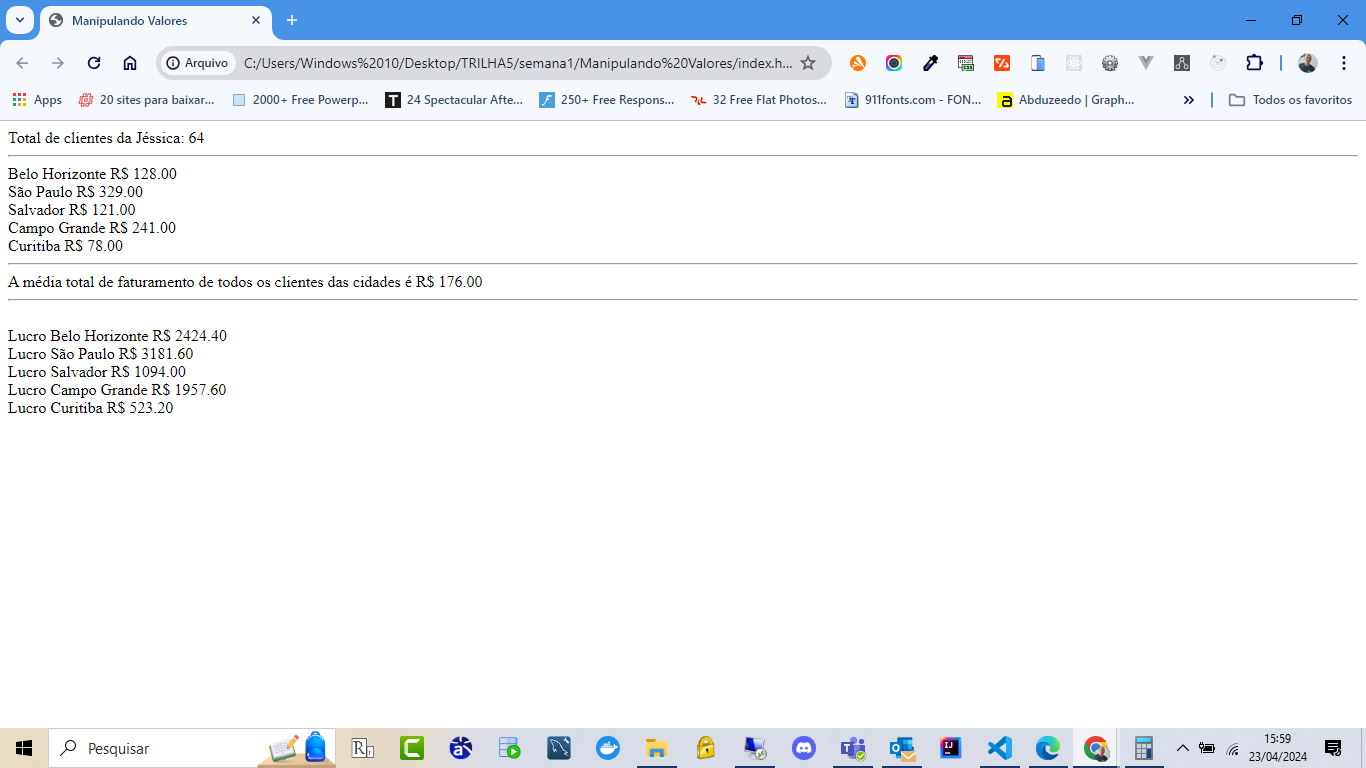 Manipulando Valores
Arquivo C:/Users/Windows%2010/Desktop/TRILHA5/semana1/Manipulando%20Valores/index.h...
Apps 20 sites para baixar... 2000+ Free Powerp... 24 Spectacular Afte... 250+ Free Respons... 32 Free Flat Photos... 911fonts.com - FON... Abduzeedo | Graph... » Todos os favoritos
Total de clientes da Jéssica: 64
Belo Horizonte R$ 128.00
São Paulo R$ 329.00
Salvador R$ 121.00
Campo Grande R$ 241.00
Curitiba R$ 78.00
A média total de faturamento de todos os clientes das cidades é R$ 176.00
Lucro Belo Horizonte R$ 2424.40
Lucro São Paulo R$ 3181.60
Lucro Salvador R$ 1094.00
Lucro Campo Grande R$ 1957.60
Lucro Curitiba R$ 523.20
Pesquisar
15:59
23/04/2024